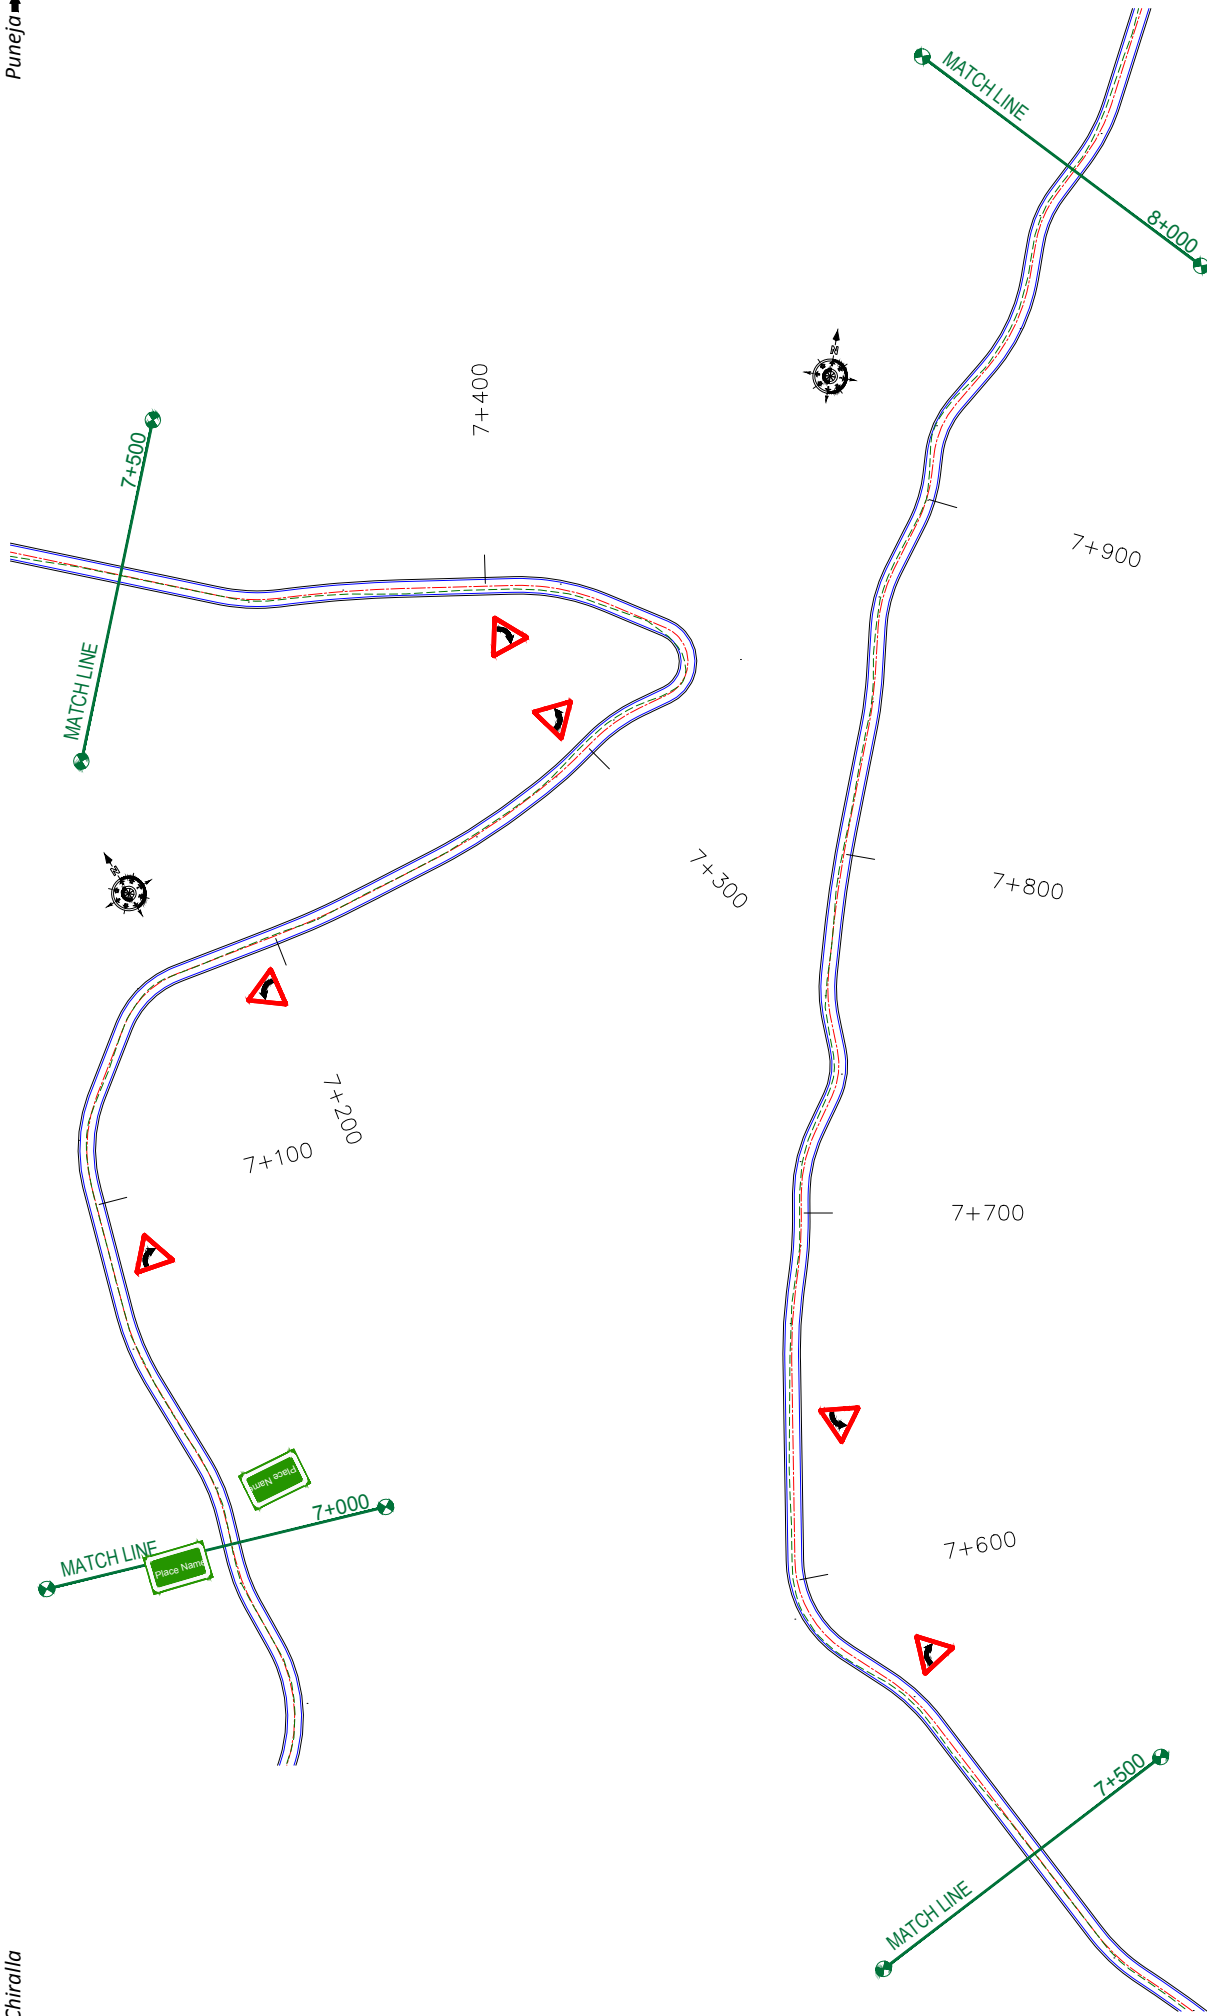 Puneja
MATCH LINE
8+000
N
7+400
7+500
MATCH LINE
7+900
N
7+300
7+800
7+200
7+100
7+700
Place Name
7+000
MATCH LINE
Place Name
7+600
7+500
MATCH LINE
Chiralla